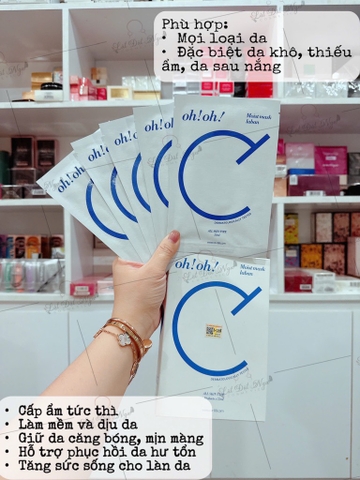 Phù hợp:
• Mọi loại da
• Đặc biệt da khô, thiếu
ẩm, da sau nắng
oh!oh!
oh!oh!
oh!oh!
oh!oh!
oh!oh!
Moist mask
laban
oh!oh!
Moist mask
laban
• Cấp ẩm tức thì
• Làm mềm và dịu da
• Giữ da căng bóng, mịn màng
• Hỗ trợ phục hồi da hư tổn
• Tăng sức sống cho làn da